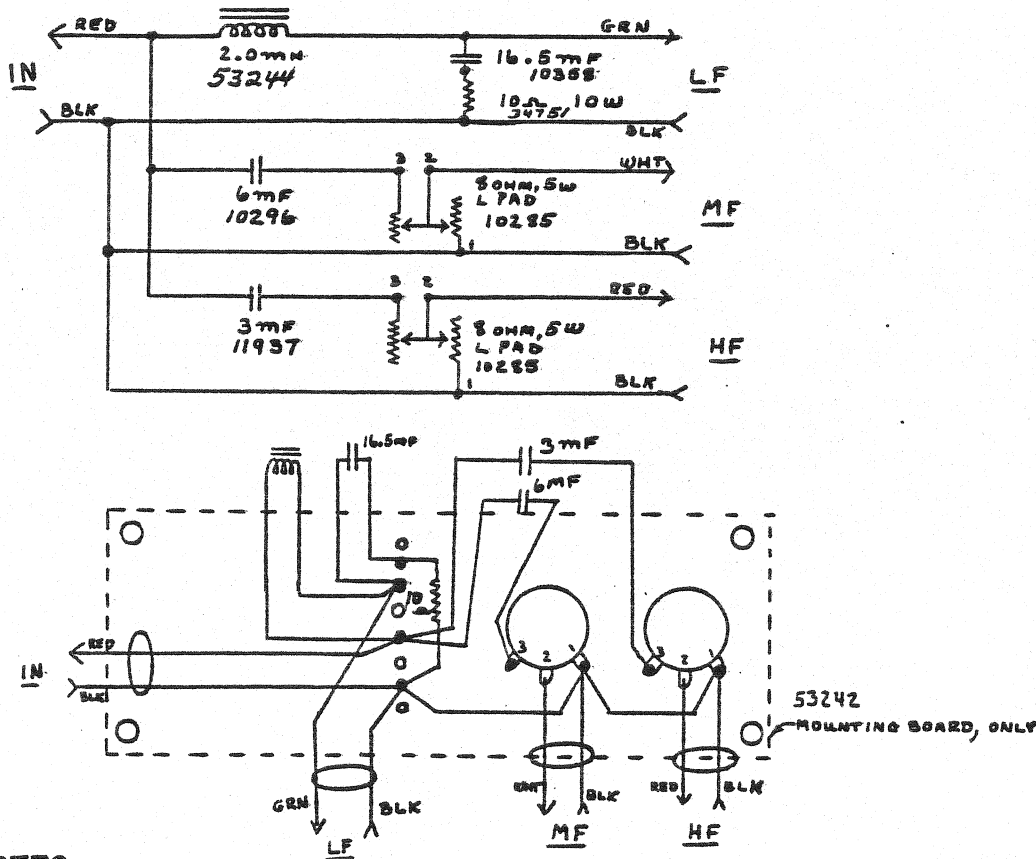 RED
GRN
2.0mH
53244
16.5mF
10358
IN
LF
10Ω 10W
34751
BLK
BLK
3 2
WHT
6mF
10296
8 OHM, 5W
L PAD
10285
MF
1
BLK
3 2
RED
3mF
11937
8 OHM, 5W
L PAD
10285
HF
1
BLK
16.5mF
3mF
6MF
10
3 2 1
3 2 1
RED
IN
BLK
53242
MOUNTING BOARD, ONLY
GRN
BLK
LF
WHT
BLK
MF
RED
BLK
HF